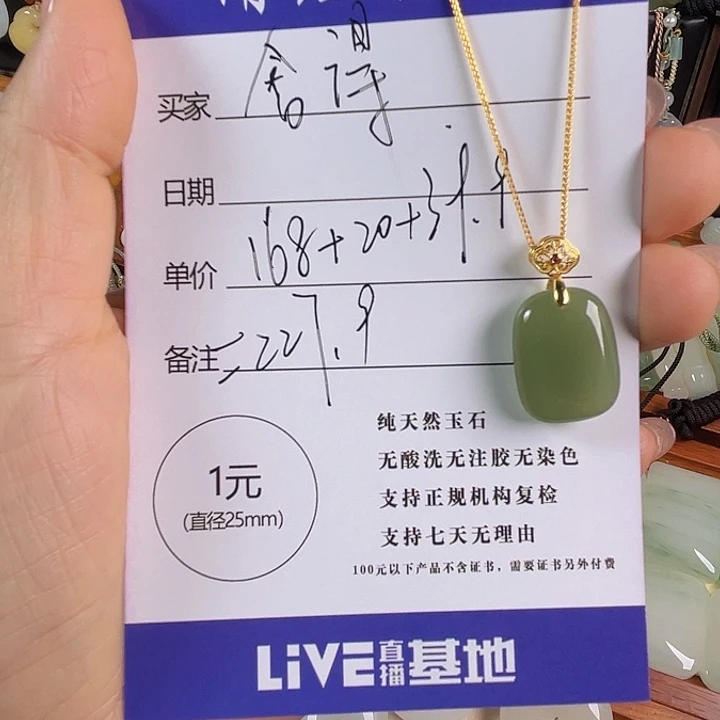 买家 舍得
日期
单价 168+20+39.9
备注 =227.9
纯天然玉石
无酸洗无注胶无染色
1元
(直径25mm)
支持正规机构复检
支持七天无理由
100元以下产品不含证书，需要证书另外付费
LiVE直播基地